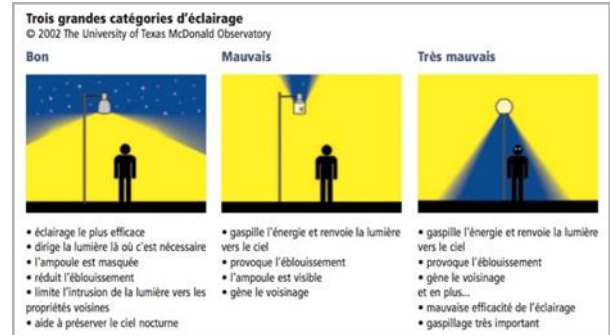 Trois grandes catégories d'éclairage
© 2002 The University of Texas McDonald Observatory
Bon
• éclairage le plus efficace
• dirige la lumière là où c'est nécessaire
• l'ampoule est masquée
• réduit l'éblouissement
• limite l'intrusion de la lumière vers les
propriétés voisines
• aide à préserver le ciel nocturne
Mauvais
• gaspille l'énergie et renvoie la lumière
vers le ciel
• provoque l'éblouissement
• l'ampoule est visible
• gêne le voisinage
Très mauvais
• gaspille l'énergie et renvoie la lumière
vers le ciel
• provoque l'éblouissement
• gêne le voisinage
et en plus...
• mauvaise efficacité de l'éclairage
• gaspillage très important